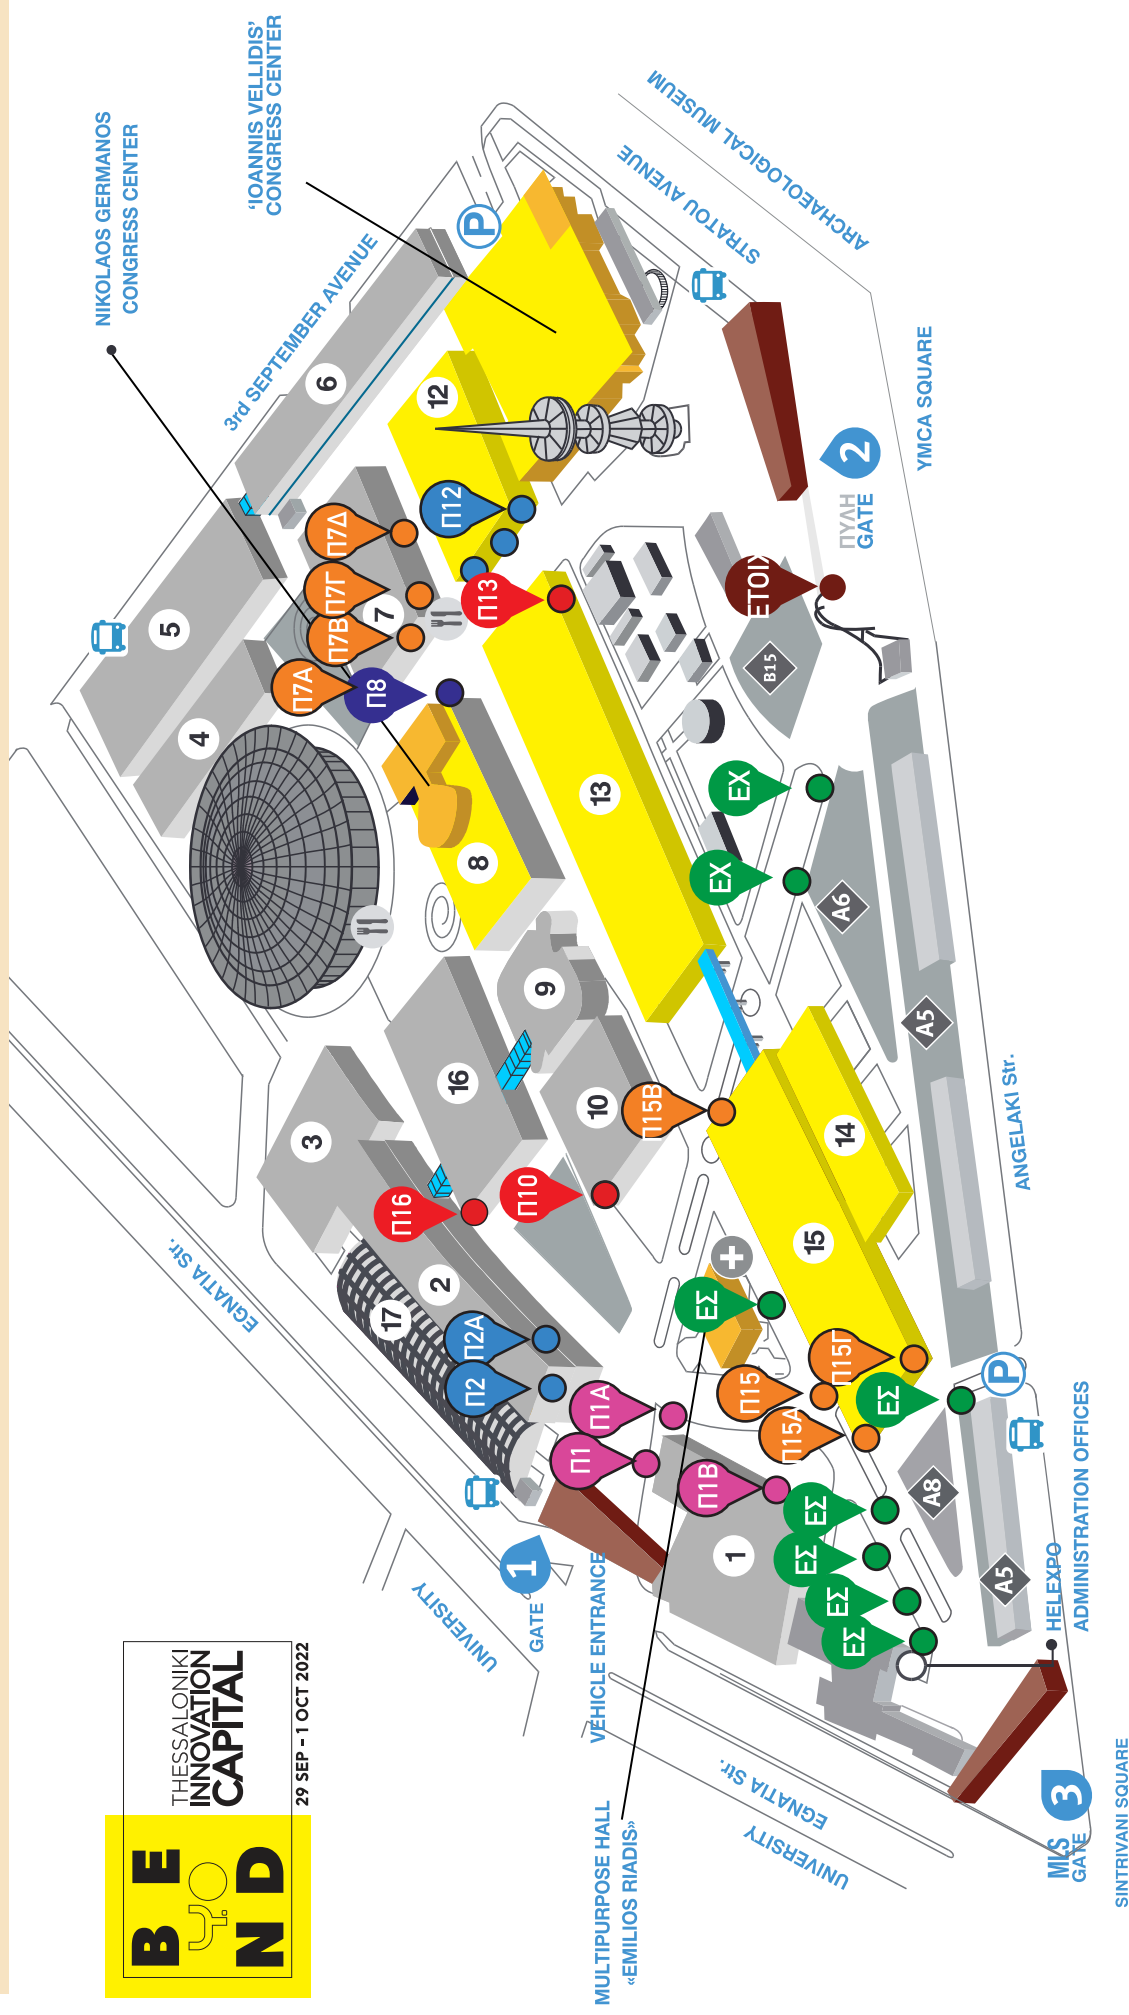 BEYOND
THESSALONIKI
INNOVATION
CAPITAL
29 SEP – 1 OCT 2022
NIKOLAOS GERMANOS
CONGRESS CENTER
'IOANNIS VELLIDIS'
CONGRESS CENTER
3rd SEPTEMBER AVENUE
P
STRATOU AVENUE
ARCHAEOLOGICAL MUSEUM
YMCA SQUARE
ΠΥΛΗ
GATE
2
6
5
4
12
7
Π7Δ
Π7Γ
Π7Β
Π7Α
Π12
Π13
Π8
8
13
ΕΤΟΙΧ
B15
ΕΧ
ΕΧ
A6
A5
9
16
10
3
Π15Β
14
15
ANGELAKI Str.
Π16
Π10
2
17
Π2Α
Π2
ΕΣ
EGNATIA Str.
Π1Α
Π1
Π1Β
Π15
Π15Α
Π15Γ
ΕΣ
P
1
ΕΣ
ΕΣ
ΕΣ
ΕΣ
A8
A5
UNIVERSITY
GATE
1
VEHICLE ENTRANCE
HELEXPO
ADMINISTRATION OFFICES
EGNATIA Str.
UNIVERSITY
MULTIPURPOSE HALL
«EMILIOS RIADIS»
MLS
GATE
3
SINTRIVANI SQUARE